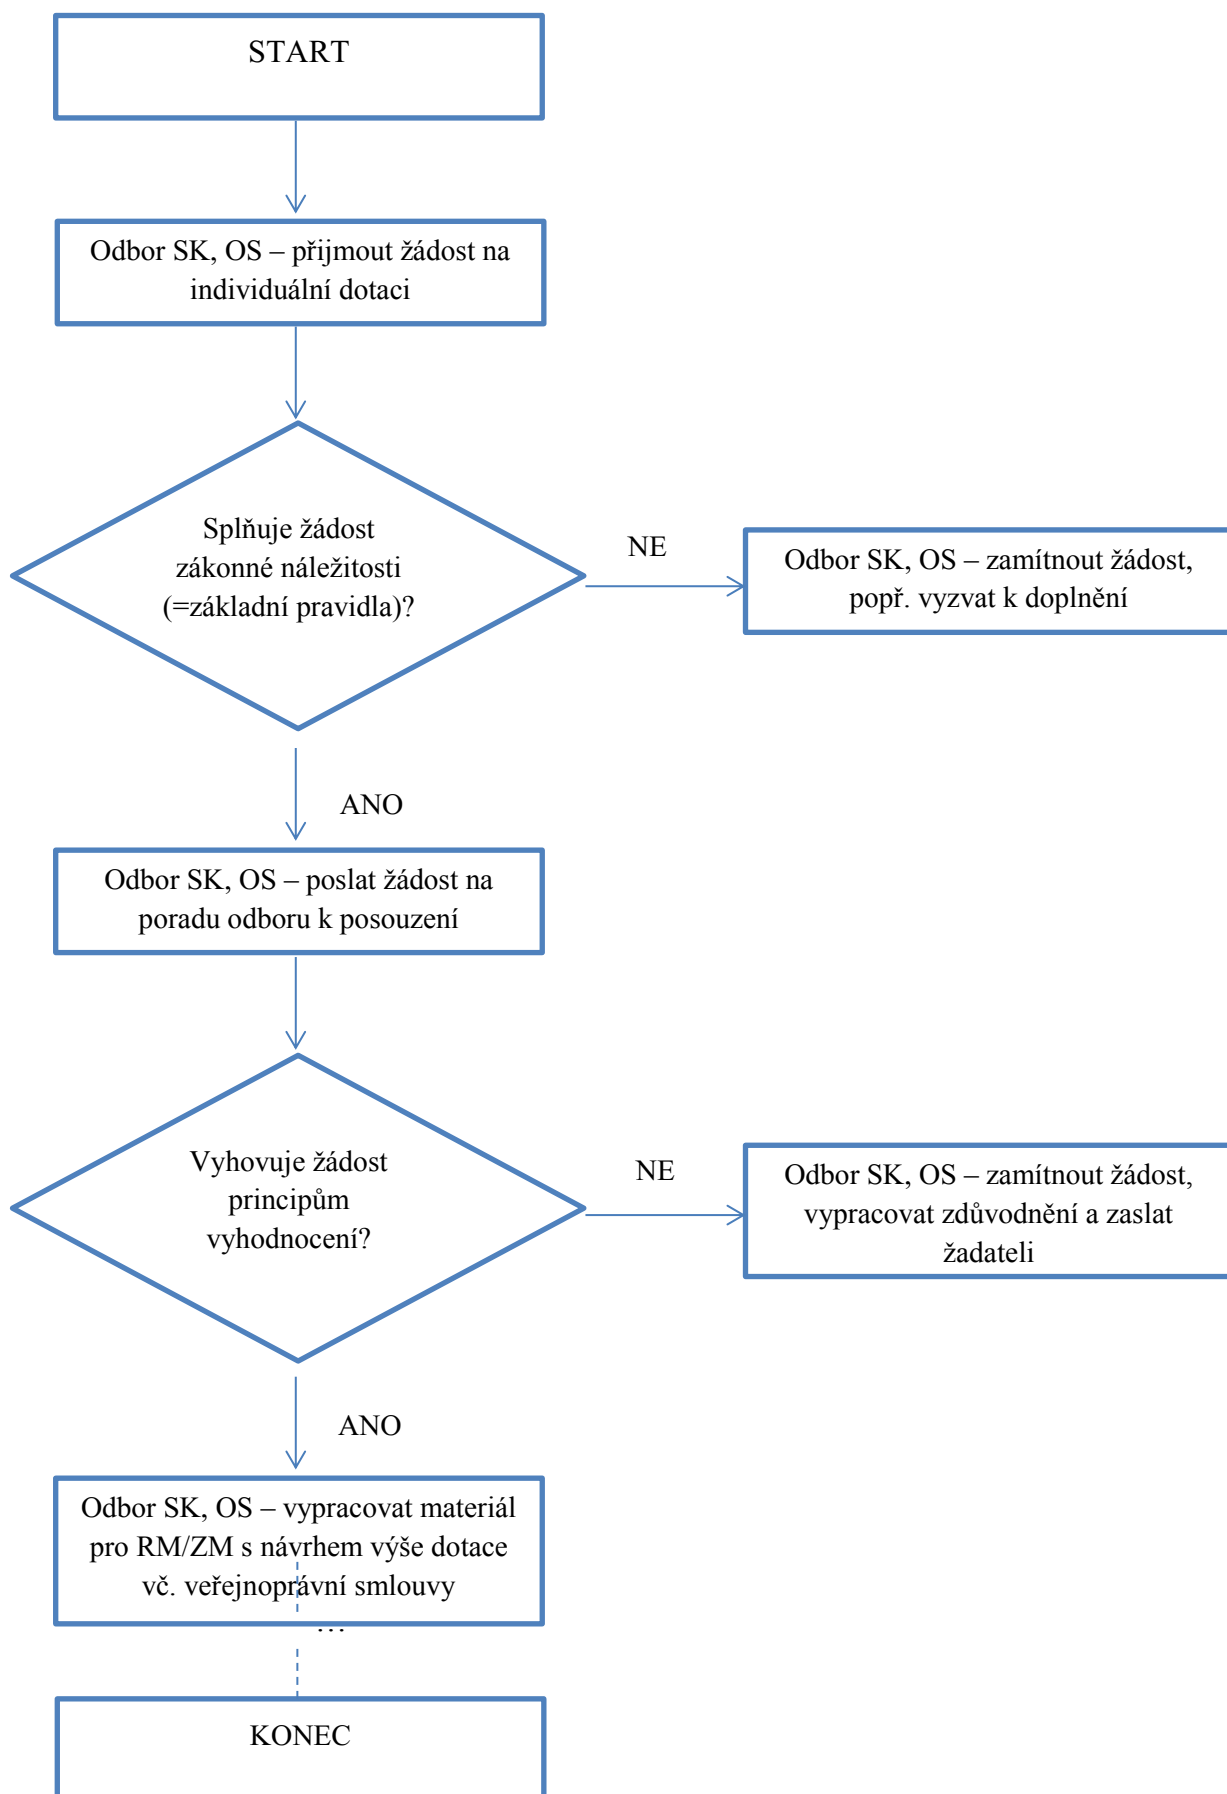 START
Odbor SK, OS – přijmout žádost na
individuální dotaci
Splňuje žádost
zákonné náležitosti
(=základní pravidla)?
NE
Odbor SK, OS – zamítnout žádost,
popř. vyzvat k doplnění
ANO
Odbor SK, OS – poslat žádost na
poradu odboru k posouzení
Vyhovuje žádost
principům
vyhodnocení?
NE
Odbor SK, OS – zamítnout žádost,
vypracovat zdůvodnění a zaslat
žadateli
ANO
Odbor SK, OS – vypracovat materiál
pro RM/ZM s návrhem výše dotace
vč. veřejnoprávní smlouvy
…
KONEC